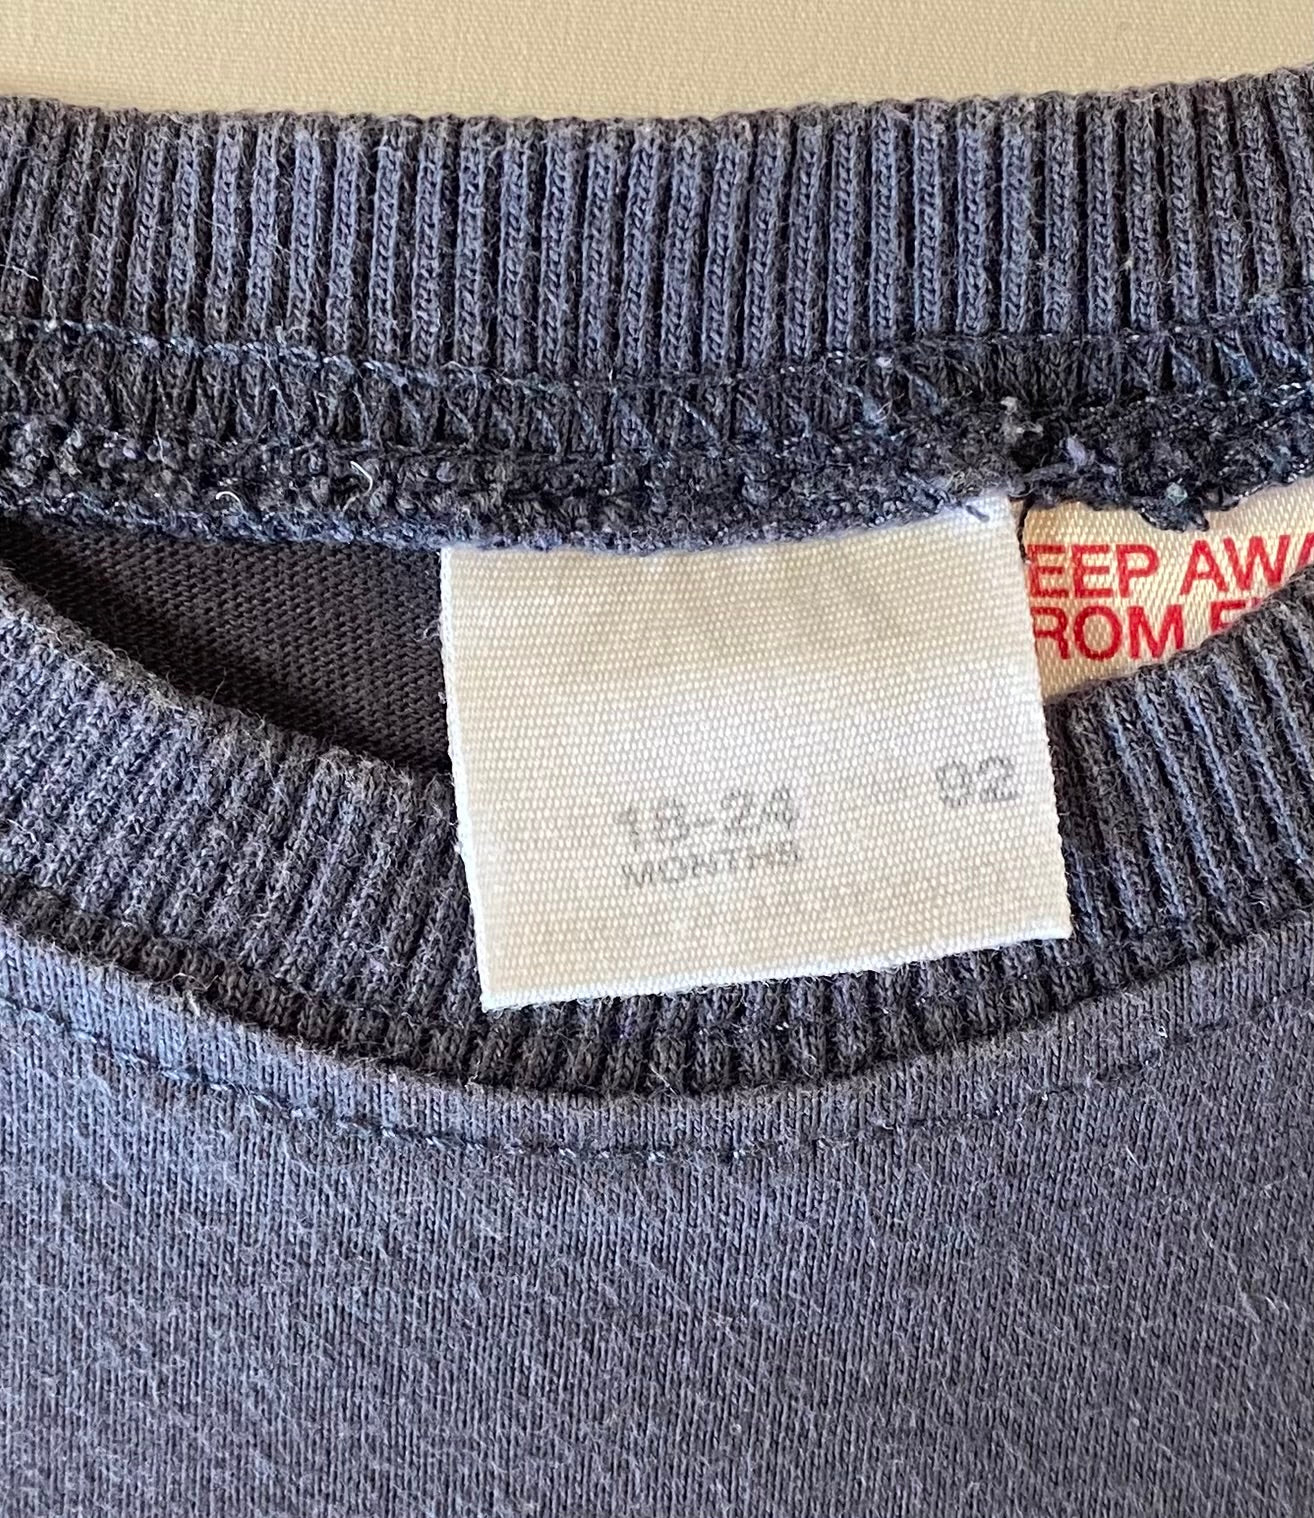 18-24
MONTHS
92
EEP AWA
ROM F